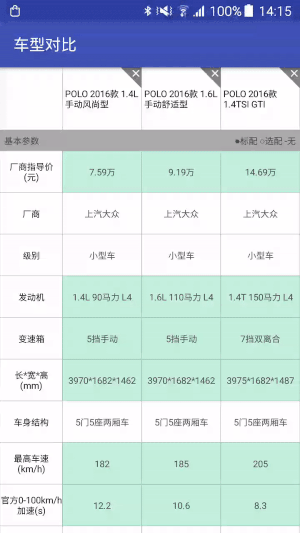 100% 14:15
车型对比
POLO 2016款 1.4L 手动风尚型
POLO 2016款 1.6L 手动舒适型
POLO 2016款 1.4TSI GTI
基本参数 ●标配 ○选配 -无
厂商指导价(元) 7.59万 9.19万 14.69万
厂商 上汽大众 上汽大众 上汽大众
级别 小型车 小型车 小型车
发动机 1.4L 90马力 L4 1.6L 110马力 L4 1.4T 150马力 L4
变速箱 5挡手动 5挡手动 7挡双离合
长*宽*高(mm) 3970*1682*1462 3970*1682*1462 3975*1682*1487
车身结构 5门5座两厢车 5门5座两厢车 5门5座两厢车
最高车速(km/h) 182 185 205
官方0-100km/h加速(s) 12.2 10.6 8.3